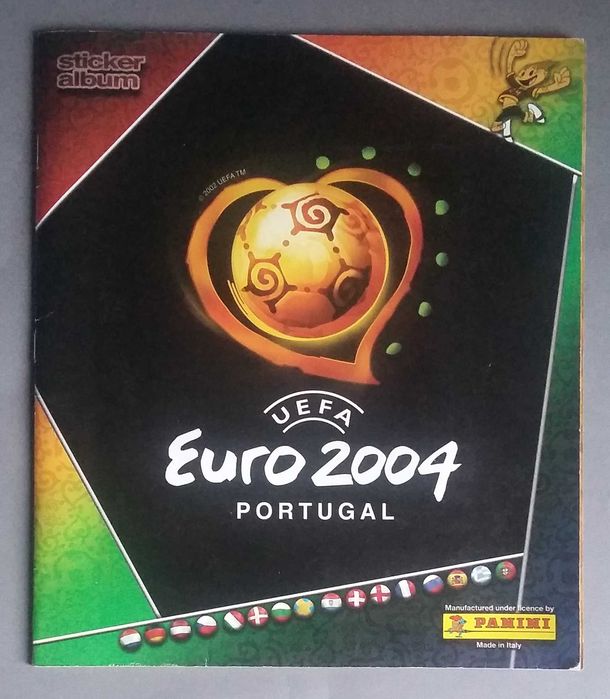 sticker
album
© 2002 UEFA TM
UEFA
Euro 2004
PORTUGAL
Manufactured under licence by
PANINI
Made in Italy